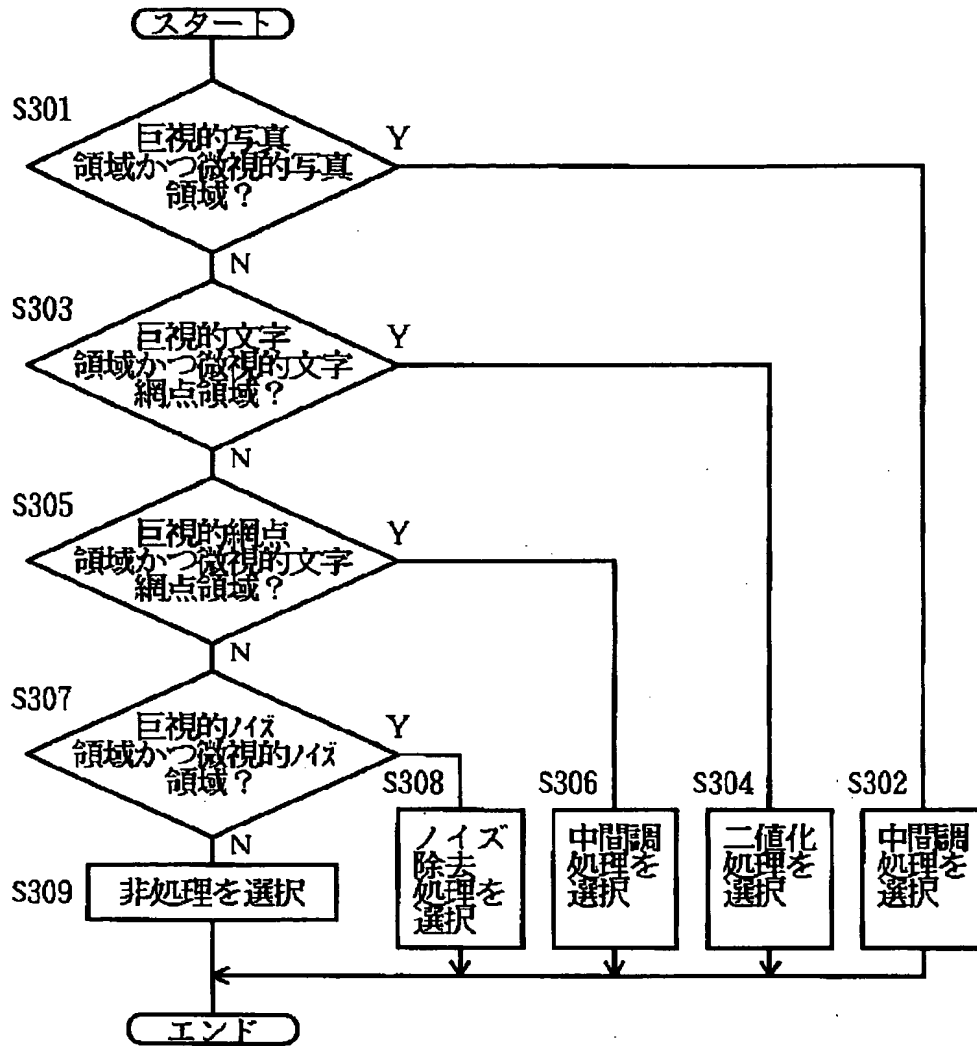 スタート
S301
巨視的写真
領域かつ微視的写真
領域？
Y
N
S303
巨視的文字
領域かつ微視的文字
網点領域？
Y
N
S305
巨視的網点
領域かつ微視的文字
網点領域？
Y
N
S307
巨視的ノイズ
領域かつ微視的ノイズ
領域？
Y
N
S308
ノイズ
除去
処理を
選択
S306
中間調
処理を
選択
S304
二値化
処理を
選択
S302
中間調
処理を
選択
S309
非処理を選択
エンド